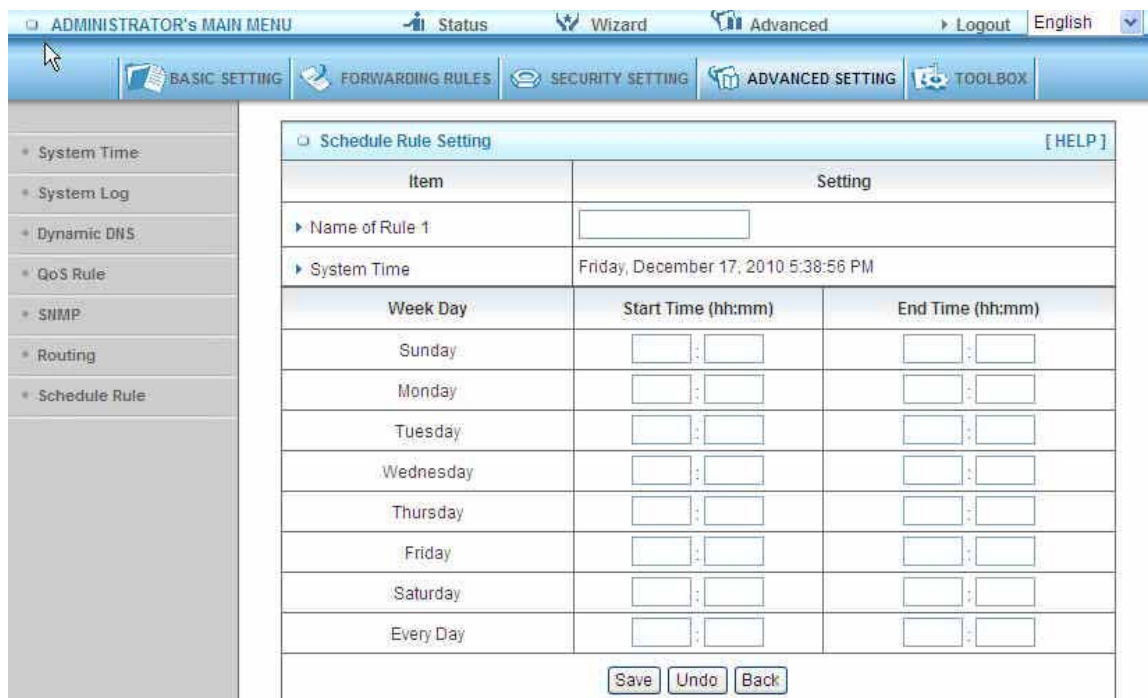 ADMINISTRATOR's MAIN MENU Status Wizard Advanced Logout English
BASIC SETTING FORWARDING RULES SECURITY SETTING ADVANCED SETTING TOOLBOX
System Time
System Log
Dynamic DNS
QoS Rule
SNMP
Routing
Schedule Rule
Schedule Rule Setting [ HELP ]
Item Setting
Name of Rule 1
System Time Friday, December 17, 2010 5:38:56 PM
Week Day Start Time (hh:mm) End Time (hh:mm)
Sunday : :
Monday : :
Tuesday : :
Wednesday : :
Thursday : :
Friday : :
Saturday : :
Every Day : :
Save Undo Back